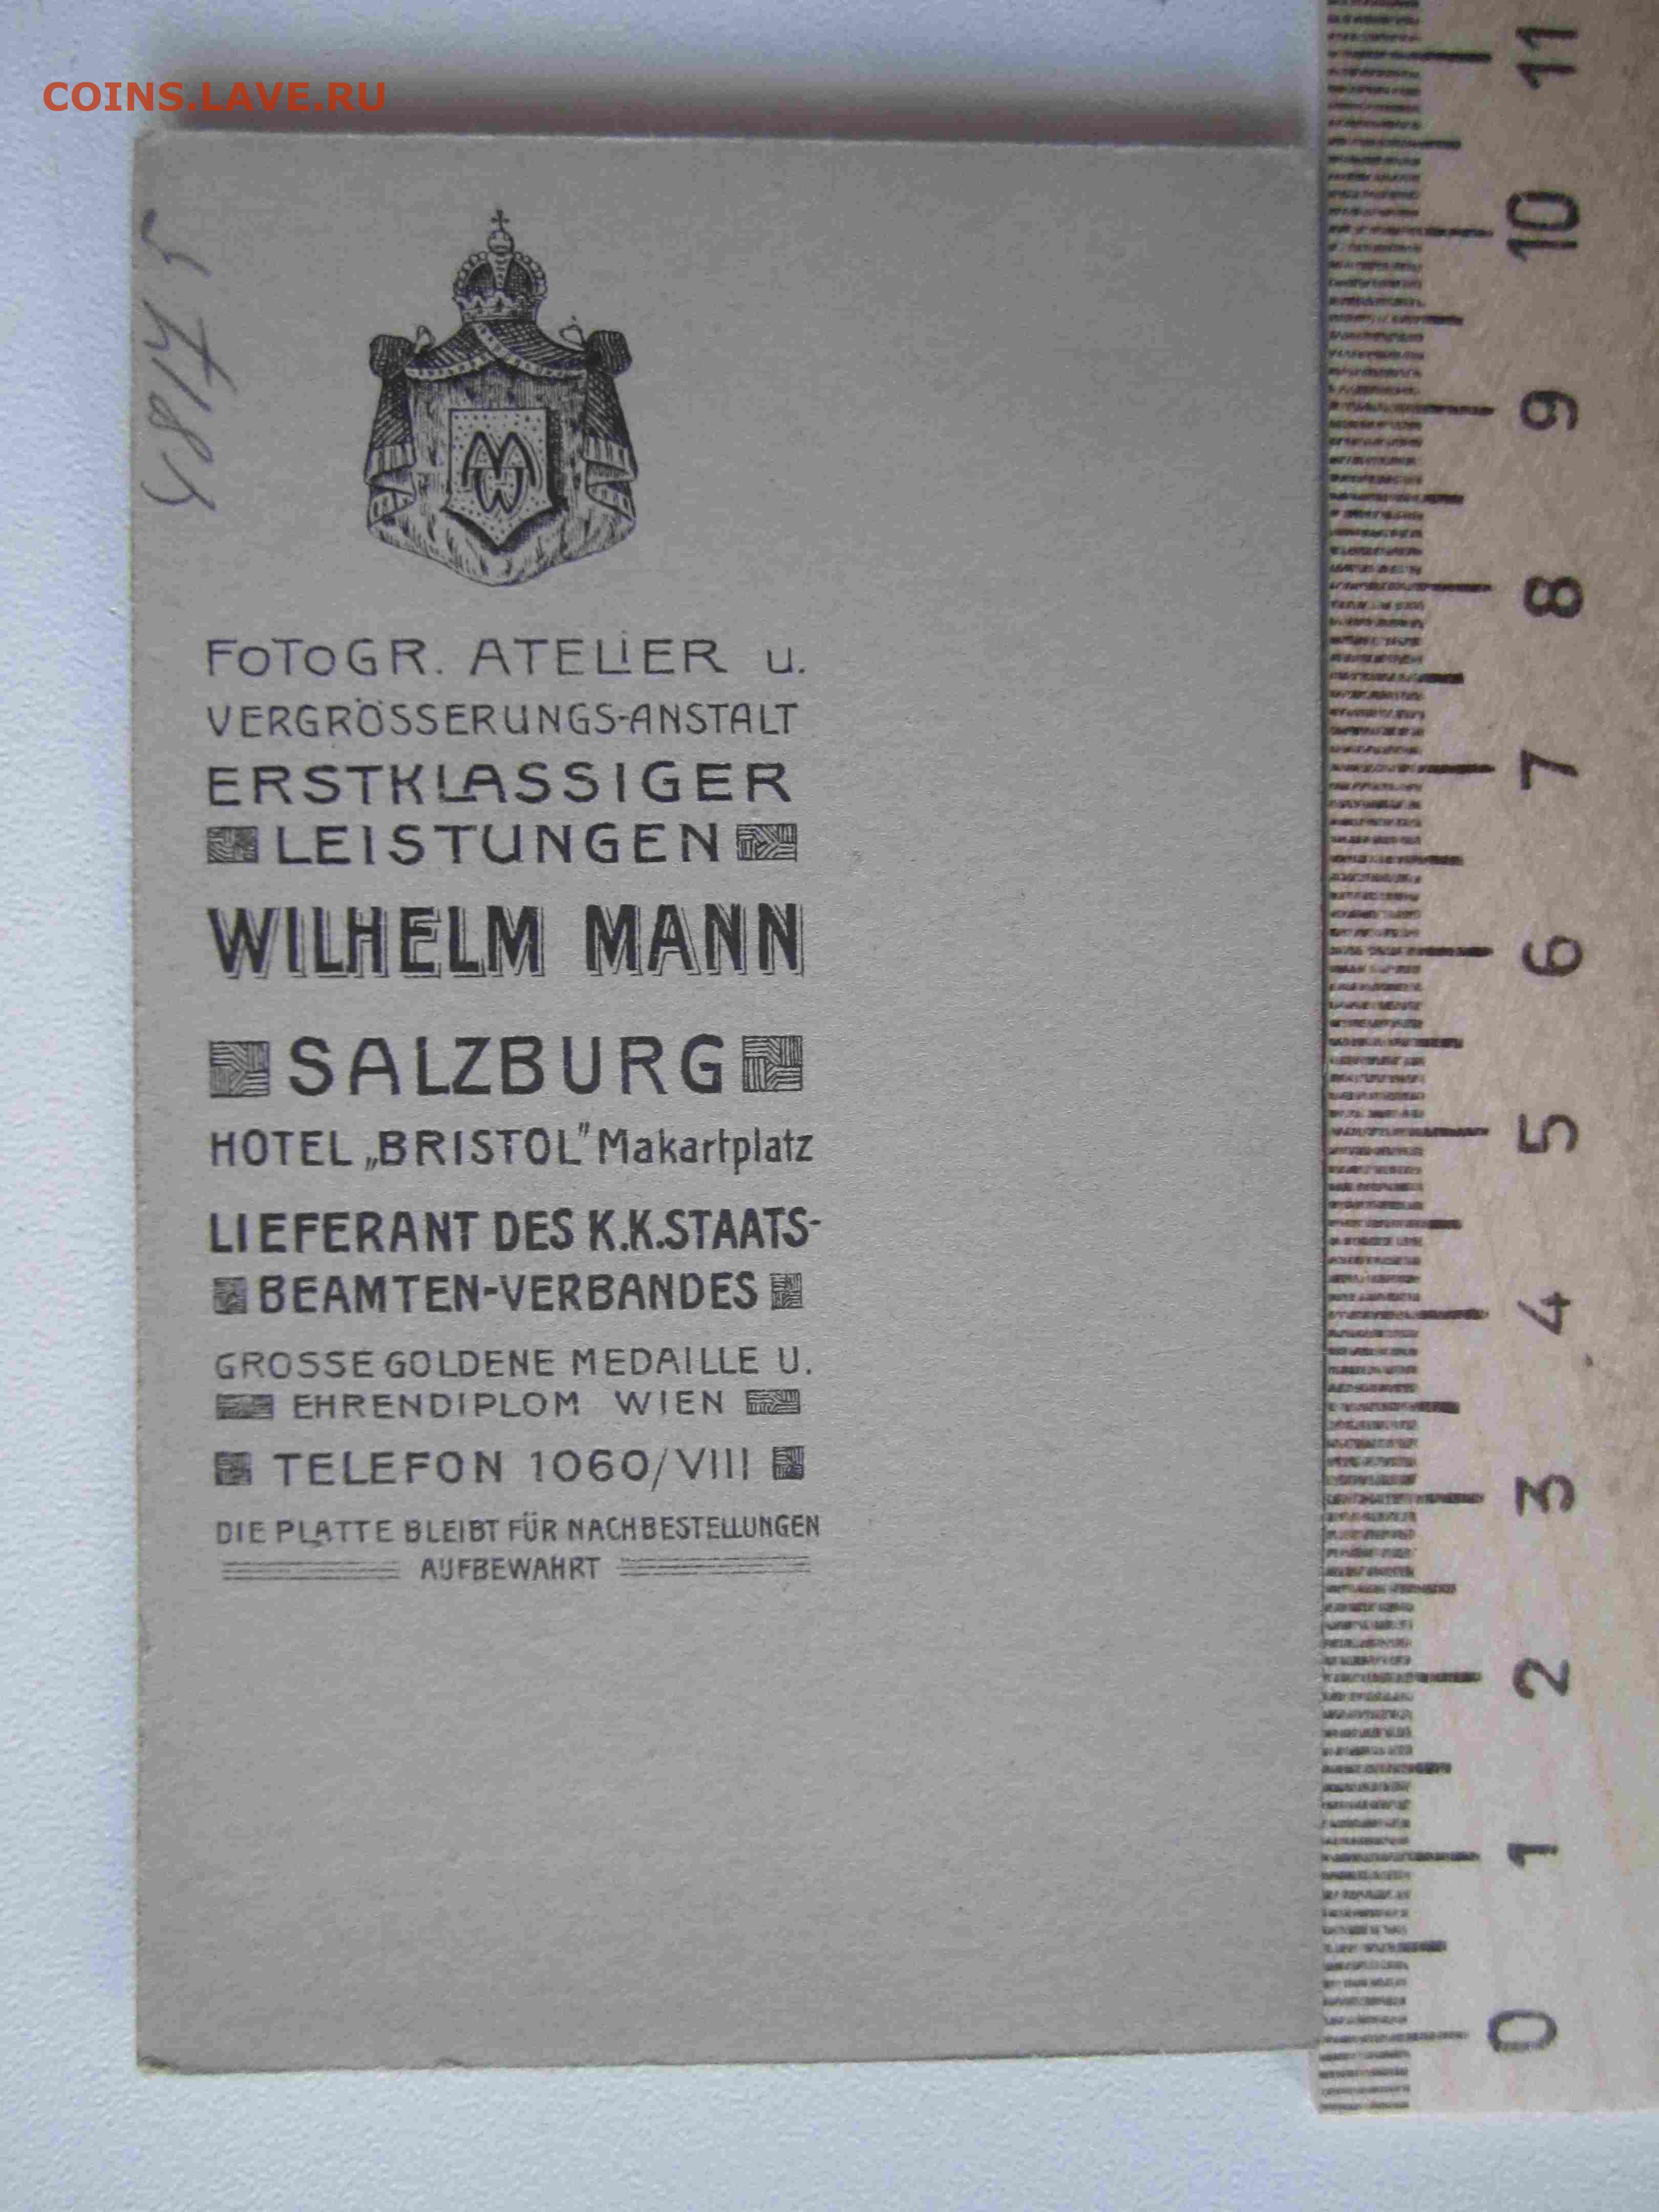 COINS.LAVE.RU
MW
FOTOGR. ATELIER u.
VERGRÖSSERUNGS-ANSTALT
ERSTKLASSIGER
LEISTUNGEN
WILHELM MANN
SALZBURG
HOTEL „BRISTOL" Makartplatz
LIEFERANT DES K.K.STAATS-
BEAMTEN-VERBANDES
GROSSE GOLDENE MEDAILLE U.
EHRENDIPLOM WIEN
TELEFON 1060/VIII
DIE PLATTE BLEIBT FÜR NACHBESTELLUNGEN
AUFBEWAHRT
11
10
9
8
7
6
5
4
3
2
1
0